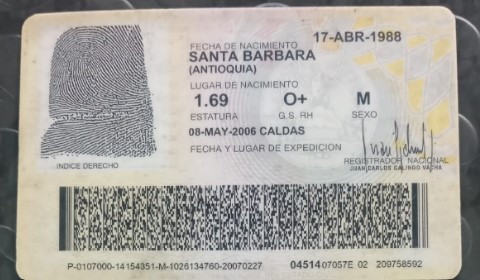 FECHA DE NACIMIENTO 17-ABR-1988
SANTA BARBARA
(ANTIOQUIA)
LUGAR DE NACIMIENTO
1.69 O+ M
ESTATURA G.S. RH SEXO
08-MAY-2006 CALDAS
FECHA Y LUGAR DE EXPEDICION
INDICE DERECHO
REGISTRADOR NACIONAL
JUAN CARLOS GALINDO VACHA
P-0107000-14154351-M-1026134760-20070227 0451407057E 02 209758592